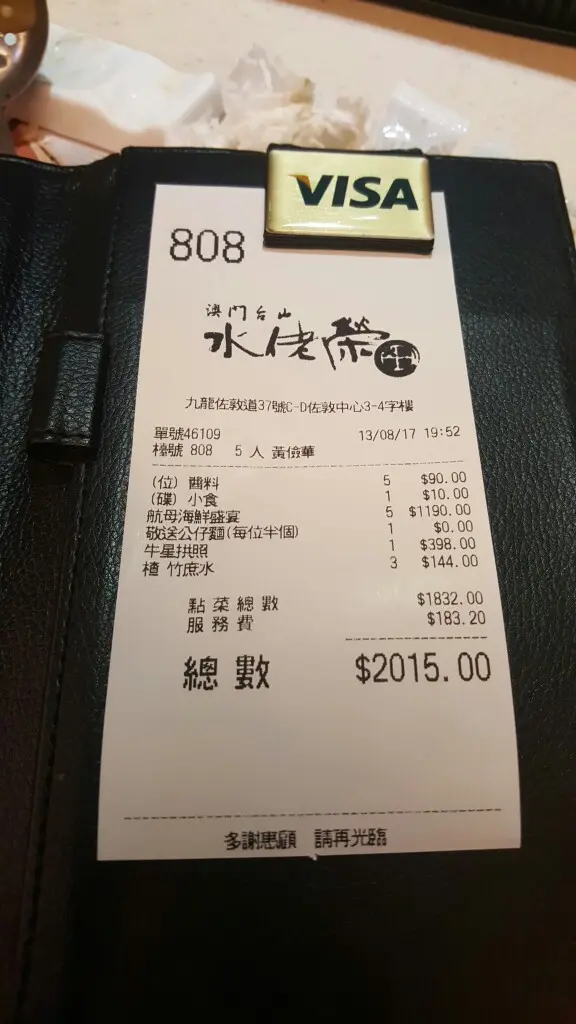 VISA
808
澳門台山
水佬榮
九龍佐敦道37號C-D佐敦中心3-4字樓
單號46109 13/08/17 19:52
檯號 808 5 人 黃儉華
(位) 醬料 5 $90.00
(碟) 小食 1 $10.00
航母海鮮盛宴 5 $1190.00
敬送公仔麵(每位半個) 1 $0.00
牛星拱照 1 $398.00
樽 竹庶水 3 $144.00
點菜總數 $1832.00
服務費 $183.20
總數 $2015.00
多謝惠顧 請再光臨